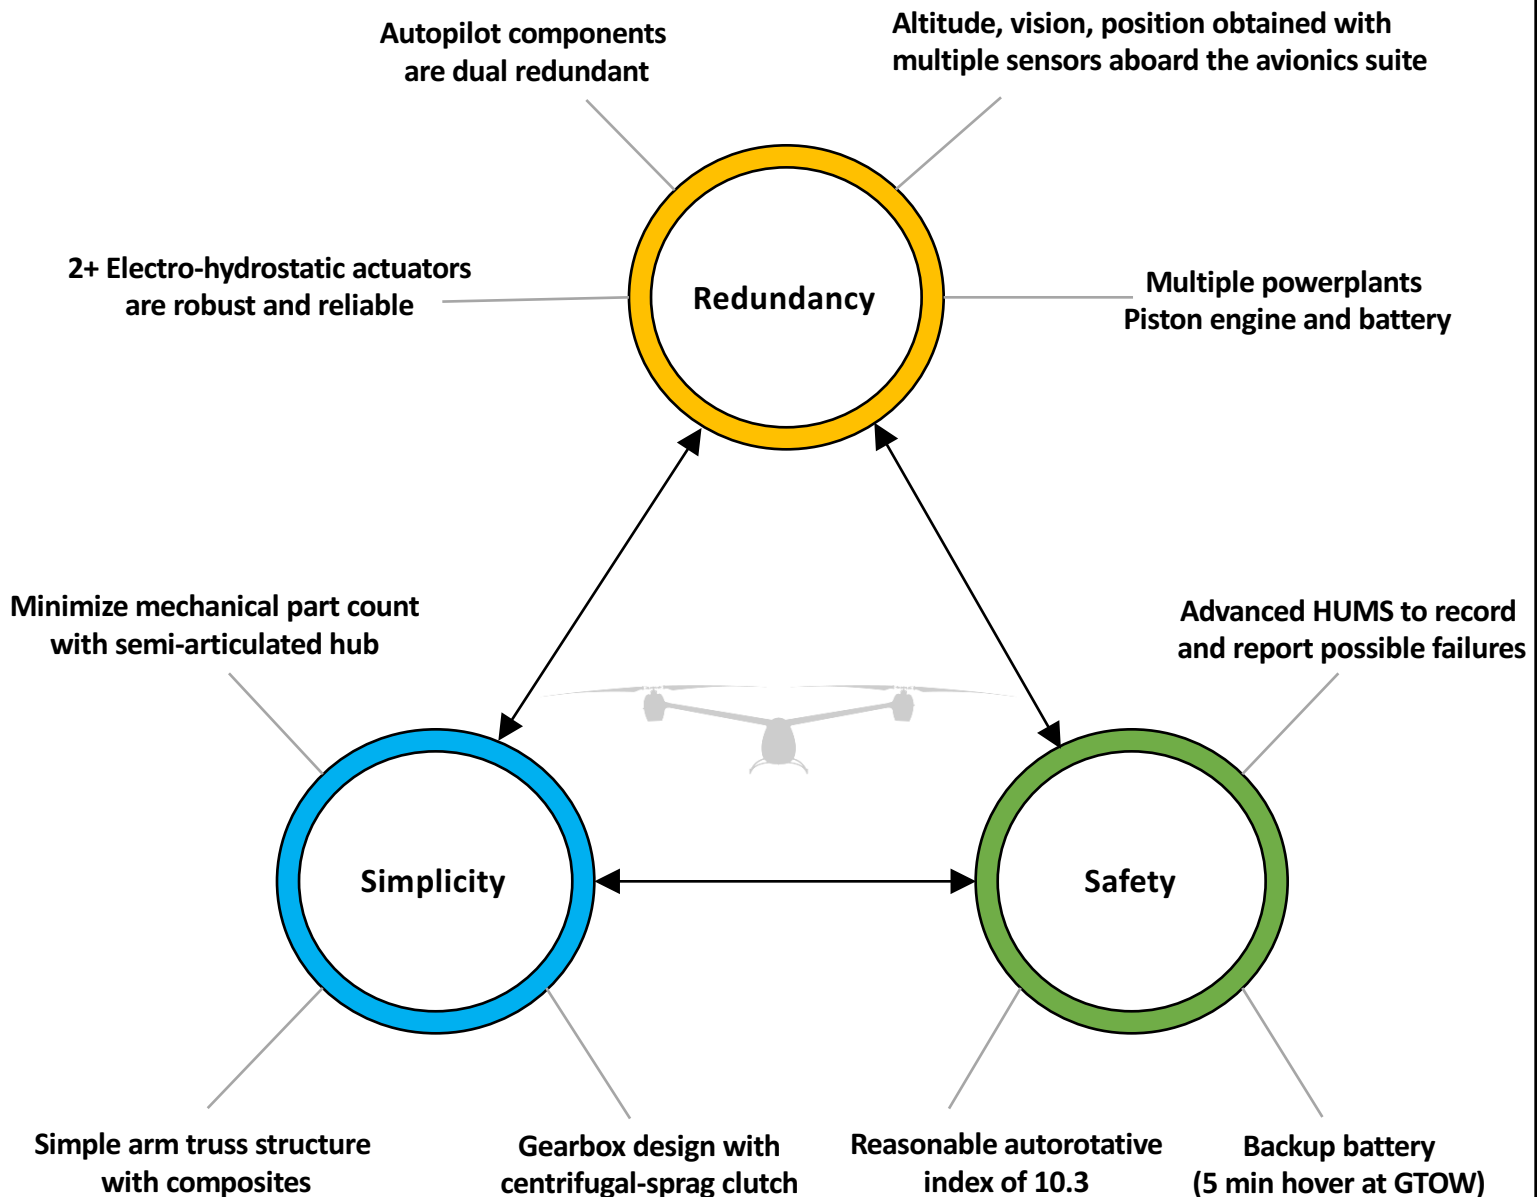 Autopilot components
are dual redundant
Altitude, vision, position obtained with
multiple sensors aboard the avionics suite
2+ Electro-hydrostatic actuators
are robust and reliable
Redundancy
Multiple powerplants
Piston engine and battery
Minimize mechanical part count
with semi-articulated hub
Advanced HUMS to record
and report possible failures
Simplicity
Safety
Simple arm truss structure
with composites
Gearbox design with
centrifugal-sprag clutch
Reasonable autorotative
index of 10.3
Backup battery
(5 min hover at GTOW)